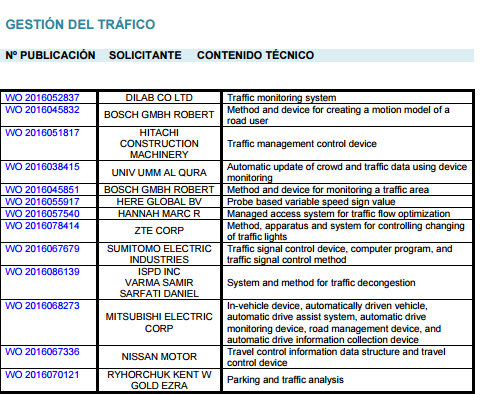 GESTIÓN DEL TRÁFICO
Nº PUBLICACIÓN SOLICITANTE CONTENIDO TÉCNICO
WO 2016052837 DILAB CO LTD Traffic monitoring system
WO 2016045832 BOSCH GMBH ROBERT Method and device for creating a motion model of a
road user
WO 2016051817 HITACHI
CONSTRUCTION
MACHINERY Traffic management control device
WO 2016038415 UNIV UMM AL QURA Automatic update of crowd and traffic data using device
monitoring
WO 2016045851 BOSCH GMBH ROBERT Method and device for monitoring a traffic area
WO 2016055917 HERE GLOBAL BV Probe based variable speed sign value
WO 2016057540 HANNAH MARC R Managed access system for traffic flow optimization
WO 2016078414 ZTE CORP Method, apparatus and system for controlling changing
of traffic lights
WO 2016067679 SUMITOMO ELECTRIC
INDUSTRIES Traffic signal control device, computer program, and
traffic signal control method
WO 2016086139 ISPD INC
VARMA SAMIR
SARFATI DANIEL System and method for traffic decongestion
WO 2016068273 MITSUBISHI ELECTRIC
CORP In-vehicle device, automatically driven vehicle,
automatic drive assist system, automatic drive
monitoring device, road management device, and
automatic drive information collection device
WO 2016067336 NISSAN MOTOR Travel control information data structure and travel
control device
WO 2016070121 RYHORCHUK KENT W
GOLD EZRA Parking and traffic analysis